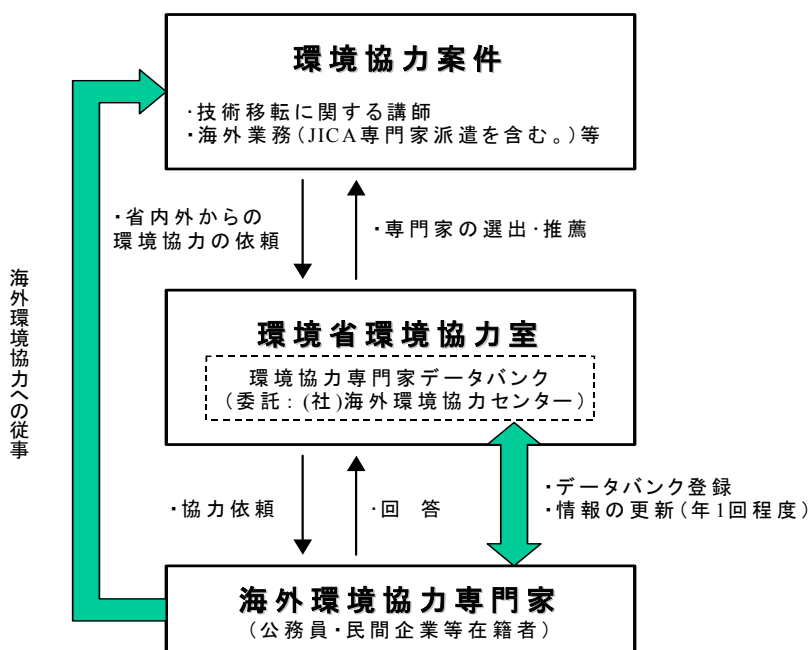 環境協力案件
・技術移転に関する講師
・海外業務（JICA専門家派遣を含む。）等
・省内外からの
環境協力の依頼
・専門家の選出・推薦
海外環境協力への従事
環境省環境協力室
環境協力専門家データバンク
（委託：(社)海外環境協力センター）
・協力依頼
・回　答
・データバンク登録
・情報の更新（年1回程度）
海外環境協力専門家
（公務員・民間企業等在籍者）